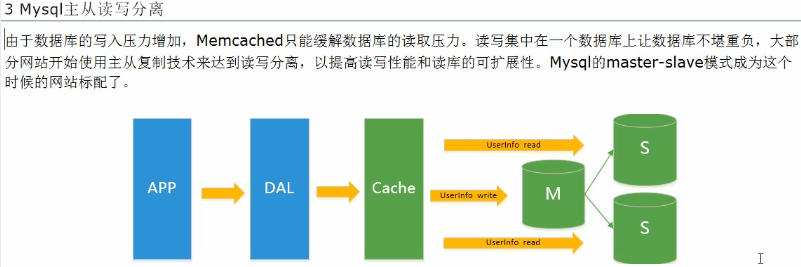 3 Mysql主从读写分离
由于数据库的写入压力增加，Memcached只能缓解数据库的读取压力。读写集中在一个数据库上让数据库不堪重负，大部
分网站开始使用主从复制技术来达到读写分离，以提高读写性能和读库的可扩展性。Mysql的master-slave模式成为这个
时候的网站标配了。
UserInfo read
S
APP
DAL
Cache
UserInfo write
M
UserInfo read
S